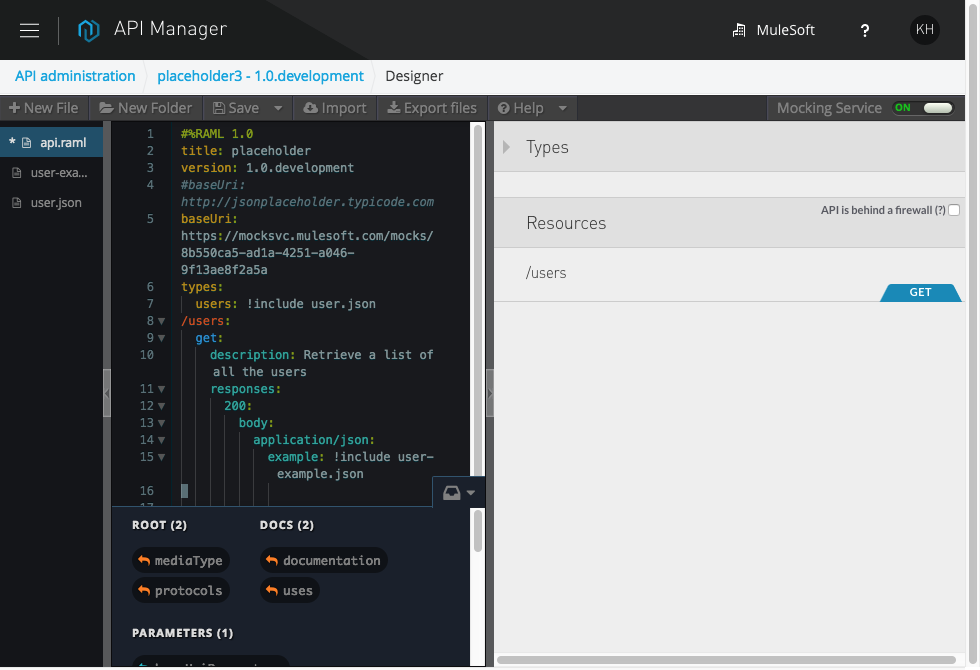 API Manager
MuleSoft
?
KH
API administration
placeholder3 - 1.0.development
Designer
New File
New Folder
Save
Import
Export files
Help
Mocking Service
ON
* api.raml
user-exa...
user.json
1 #%RAML 1.0
2 title: placeholder
3 version: 1.0.development
4 #baseUri:
http://jsonplaceholder.typicode.com
5 baseUri:
https://mocksvc.mulesoft.com/mocks/
8b550ca5-ad1a-4251-a046-
9f13ae8f2a5a
6 types:
7 users: !include user.json
8 /users:
9 get:
10 description: Retrieve a list of
all the users
11 responses:
12 200:
13 body:
14 application/json:
15 example: !include user-
example.json
16
ROOT (2)
DOCS (2)
mediaType
documentation
protocols
uses
PARAMETERS (1)
Types
API is behind a firewall (?)
Resources
/users
GET